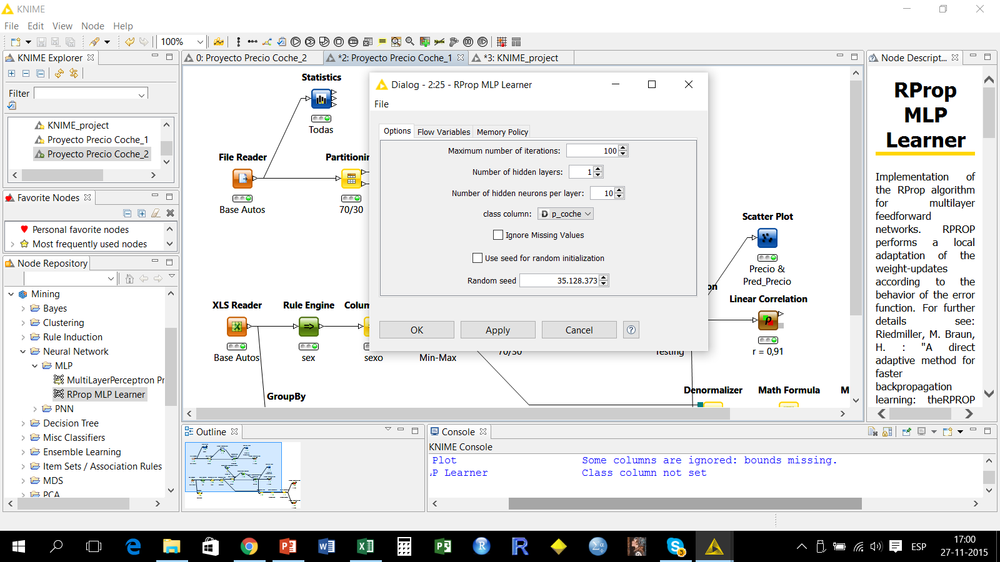 KNIME
File Edit View Node Help
100%
KNIME Explorer
0: Proyecto Precio Coche_2
*2: Proyecto Precio Coche_1
*3: KNIME_project
Node Descript...
Filter
KNIME_project
Proyecto Precio Coche_1
Proyecto Precio Coche_2
Favorite Nodes
Personal favorite nodes
Most frequently used nodes
Node Repository
Mining
Bayes
Clustering
Rule Induction
Neural Network
MLP
MultiLayerPerceptron Pr
RProp MLP Learner
PNN
Decision Tree
Misc Classifiers
Ensemble Learning
Item Sets / Association Rules
MDS
PCA
Statistics
Todas
File Reader
Base Autos
Partitionin
70/30
XLS Reader
Base Autos
Rule Engine
sex
Colum
sexo
Min-Max
70/30
Testing
GroupBy
Scatter Plot
Precio &
Pred_Precio
on
Linear Correlation
r = 0,91
Denormalizer
Math Formula
M
Dialog - 2:25 - RProp MLP Learner
File
Options Flow Variables Memory Policy
Maximum number of iterations: 100
Number of hidden layers: 1
Number of hidden neurons per layer: 10
class column: D p_coche
Ignore Missing Values
Use seed for random initialization
Random seed 35.128.373
OK Apply Cancel ?
RProp
MLP
Learner
Implementation of
the RProp algorithm
for multilayer
feedforward
networks. RPROP
performs a local
adaptation of the
weight-updates
according to the
behavior of the error
function. For further
details see:
Riedmiller, M. Braun,
H. : "A direct
adaptive method for
faster
backpropagation
learning: theRPROP
Outline
Console
KNIME Console
Plot Some columns are ignored: bounds missing.
LP Learner Class column not set
3
ESP
17:00
27-11-2015